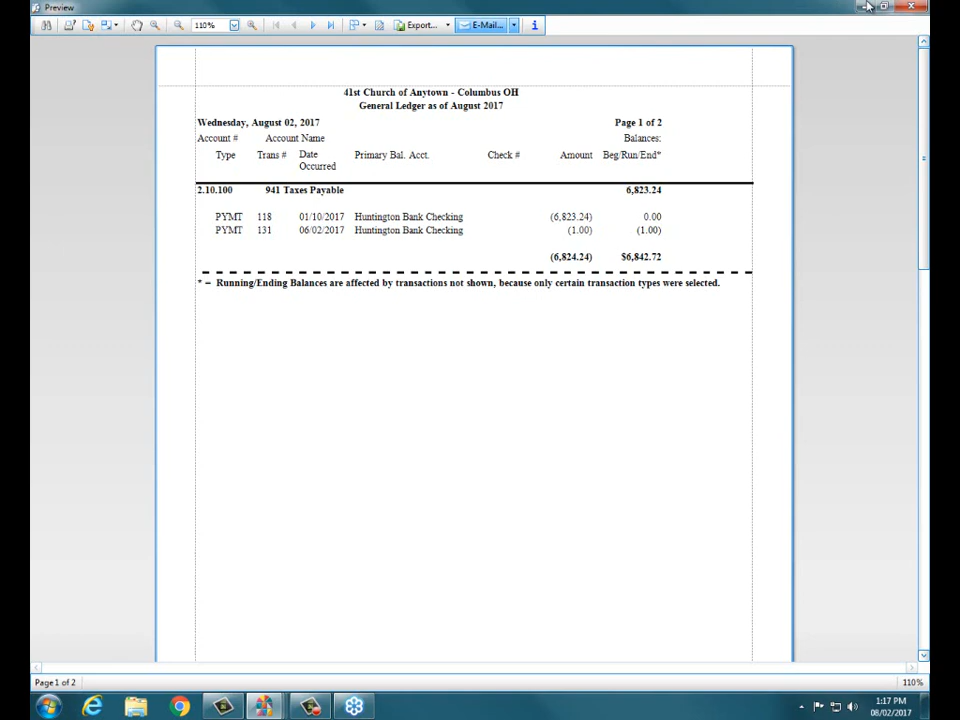 Preview
110%
Export...
E-Mail...
41st Church of Anytown - Columbus OH
General Ledger as of August 2017
Wednesday, August 02, 2017 Page 1 of 2
Account # Account Name Balances:
Type Trans # Date Occurred Primary Bal. Acct. Check # Amount Beg/Run/End*
2.10.100 941 Taxes Payable 6,823.24
PYMT 118 01/10/2017 Huntington Bank Checking (6,823.24) 0.00
PYMT 131 06/02/2017 Huntington Bank Checking (1.00) (1.00)
(6,824.24) $6,842.72
* = Running/Ending Balances are affected by transactions not shown, because only certain transaction types were selected.
Page 1 of 2 110%
1:17 PM
08/02/2017